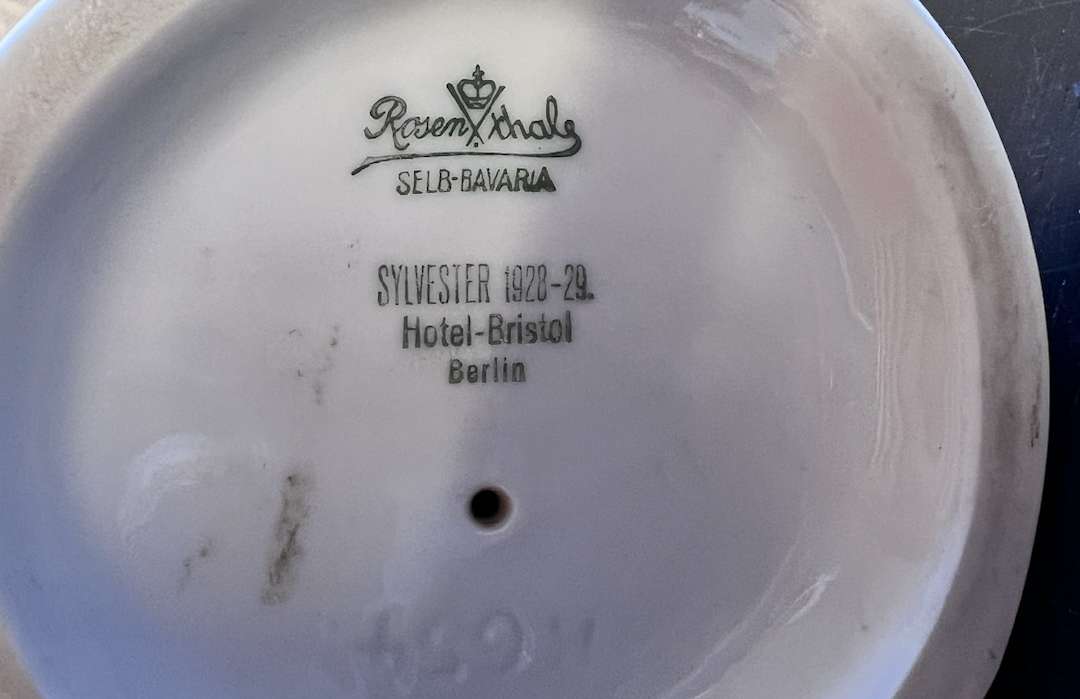 Rosenthal
SELB-BAVARIA
SYLVESTER 1928-29.
Hotel-Bristol
Berlin